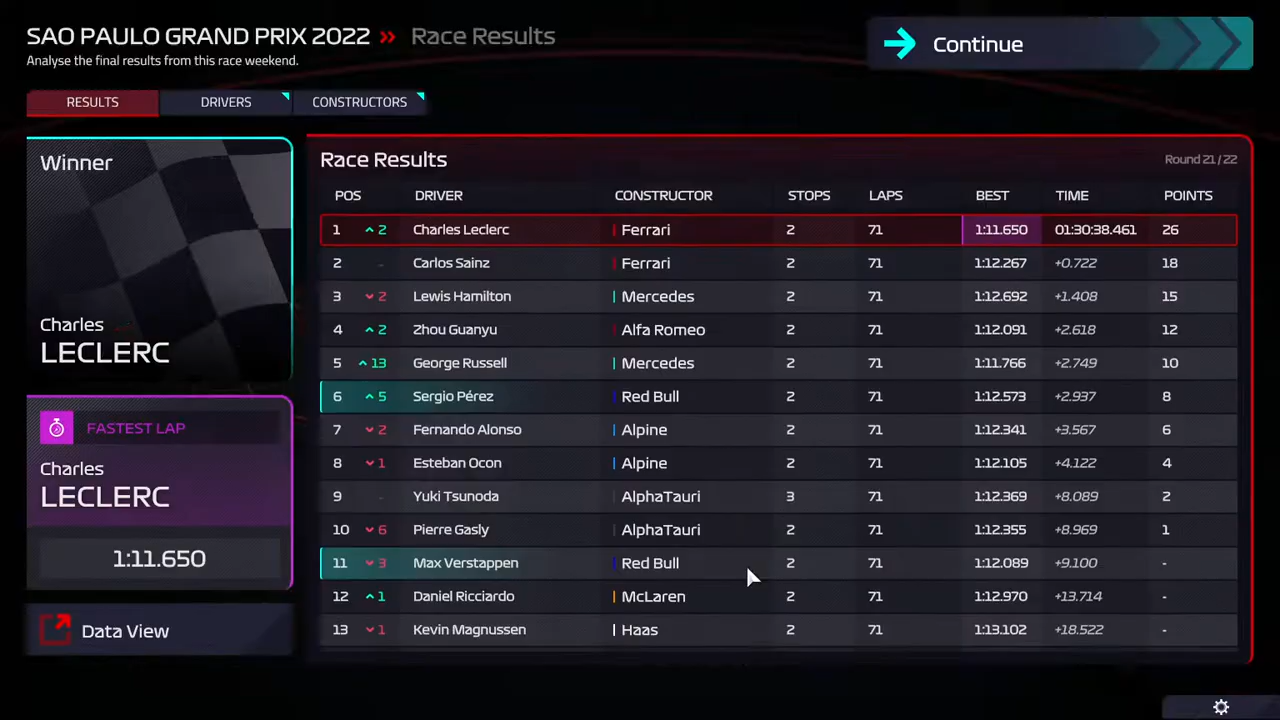 SAO PAULO GRAND PRIX 2022 » Race Results
Analyse the final results from this race weekend.
Continue
RESULTS DRIVERS CONSTRUCTORS
Winner
Charles
LECLERC
FASTEST LAP
Charles
LECLERC
1:11.650
Data View
Race Results Round 21 / 22
POS DRIVER CONSTRUCTOR STOPS LAPS BEST TIME POINTS
1 2 Charles Leclerc Ferrari 2 71 1:11.650 01:30:38.461 26
2 - Carlos Sainz Ferrari 2 71 1:12.267 +0.722 18
3 2 Lewis Hamilton Mercedes 2 71 1:12.692 +1.408 15
4 2 Zhou Guanyu Alfa Romeo 2 71 1:12.091 +2.618 12
5 13 George Russell Mercedes 2 71 1:11.766 +2.749 10
6 5 Sergio Pérez Red Bull 2 71 1:12.573 +2.937 8
7 2 Fernando Alonso Alpine 2 71 1:12.341 +3.567 6
8 1 Esteban Ocon Alpine 2 71 1:12.105 +4.122 4
9 - Yuki Tsunoda AlphaTauri 3 71 1:12.369 +8.089 2
10 6 Pierre Gasly AlphaTauri 2 71 1:12.355 +8.969 1
11 3 Max Verstappen Red Bull 2 71 1:12.089 +9.100 -
12 1 Daniel Ricciardo McLaren 2 71 1:12.970 +13.714 -
13 1 Kevin Magnussen Haas 2 71 1:13.102 +18.522 -